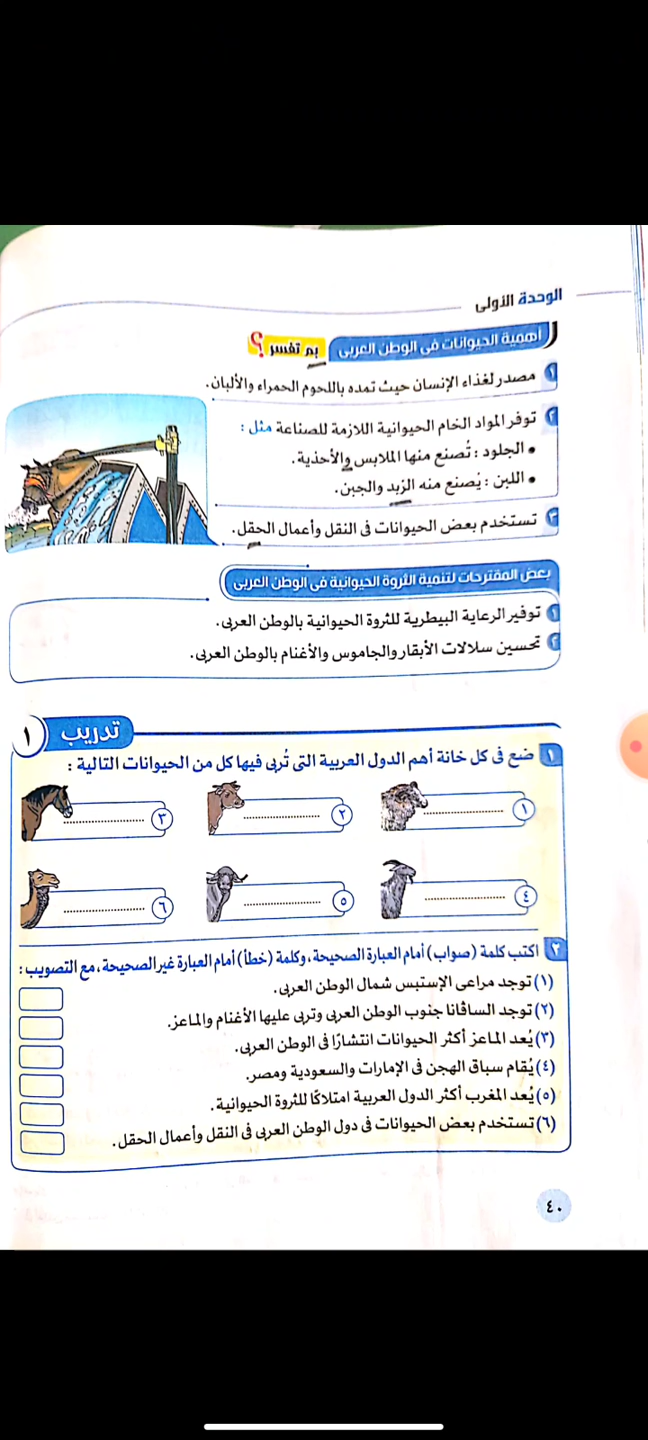 الوحدة الأولى
أهمية الحيوانات فى الوطن العربى بم تفسر ؟
١ مصدر لغذاء الإنسان حيث تمده باللحوم الحمراء والألبان.
٢ توفر المواد الخام الحيوانية اللازمة للصناعة مثل :
• الجلود : تُصنع منها الملابس والأحذية.
• اللبن : يُصنع منه الزبد والجبن.
٣ تستخدم بعض الحيوانات فى النقل وأعمال الحقل.
بعض المقترحات لتنمية الثروة الحيوانية فى الوطن العربى
١ توفير الرعاية البيطرية للثروة الحيوانية بالوطن العربى.
٢ تحسين سلالات الأبقار والجاموس والأغنام بالوطن العربى.
تدريب ١
١ ضع فى كل خانة أهم الدول العربية التى تُربى فيها كل من الحيوانات التالية :
١ .................... ٢ .................... ٣ ....................
٤ .................... ٥ .................... ٦ ....................
٢ اكتب كلمة (صواب) أمام العبارة الصحيحة، وكلمة (خطأ) أمام العبارة غير الصحيحة، مع التصويب :
(١) توجد مراعى الإستبس شمال الوطن العربى.
(٢) توجد الساڤانا جنوب الوطن العربى وتربى عليها الأغنام والماعز.
(٣) يُعد الماعز أكثر الحيوانات انتشارًا فى الوطن العربى.
(٤) يُقام سباق الهجن فى الإمارات والسعودية ومصر.
(٥) يُعد المغرب أكثر الدول العربية امتلاكًا للثروة الحيوانية.
(٦) تستخدم بعض الحيوانات فى دول الوطن العربى فى النقل وأعمال الحقل.
٤٠